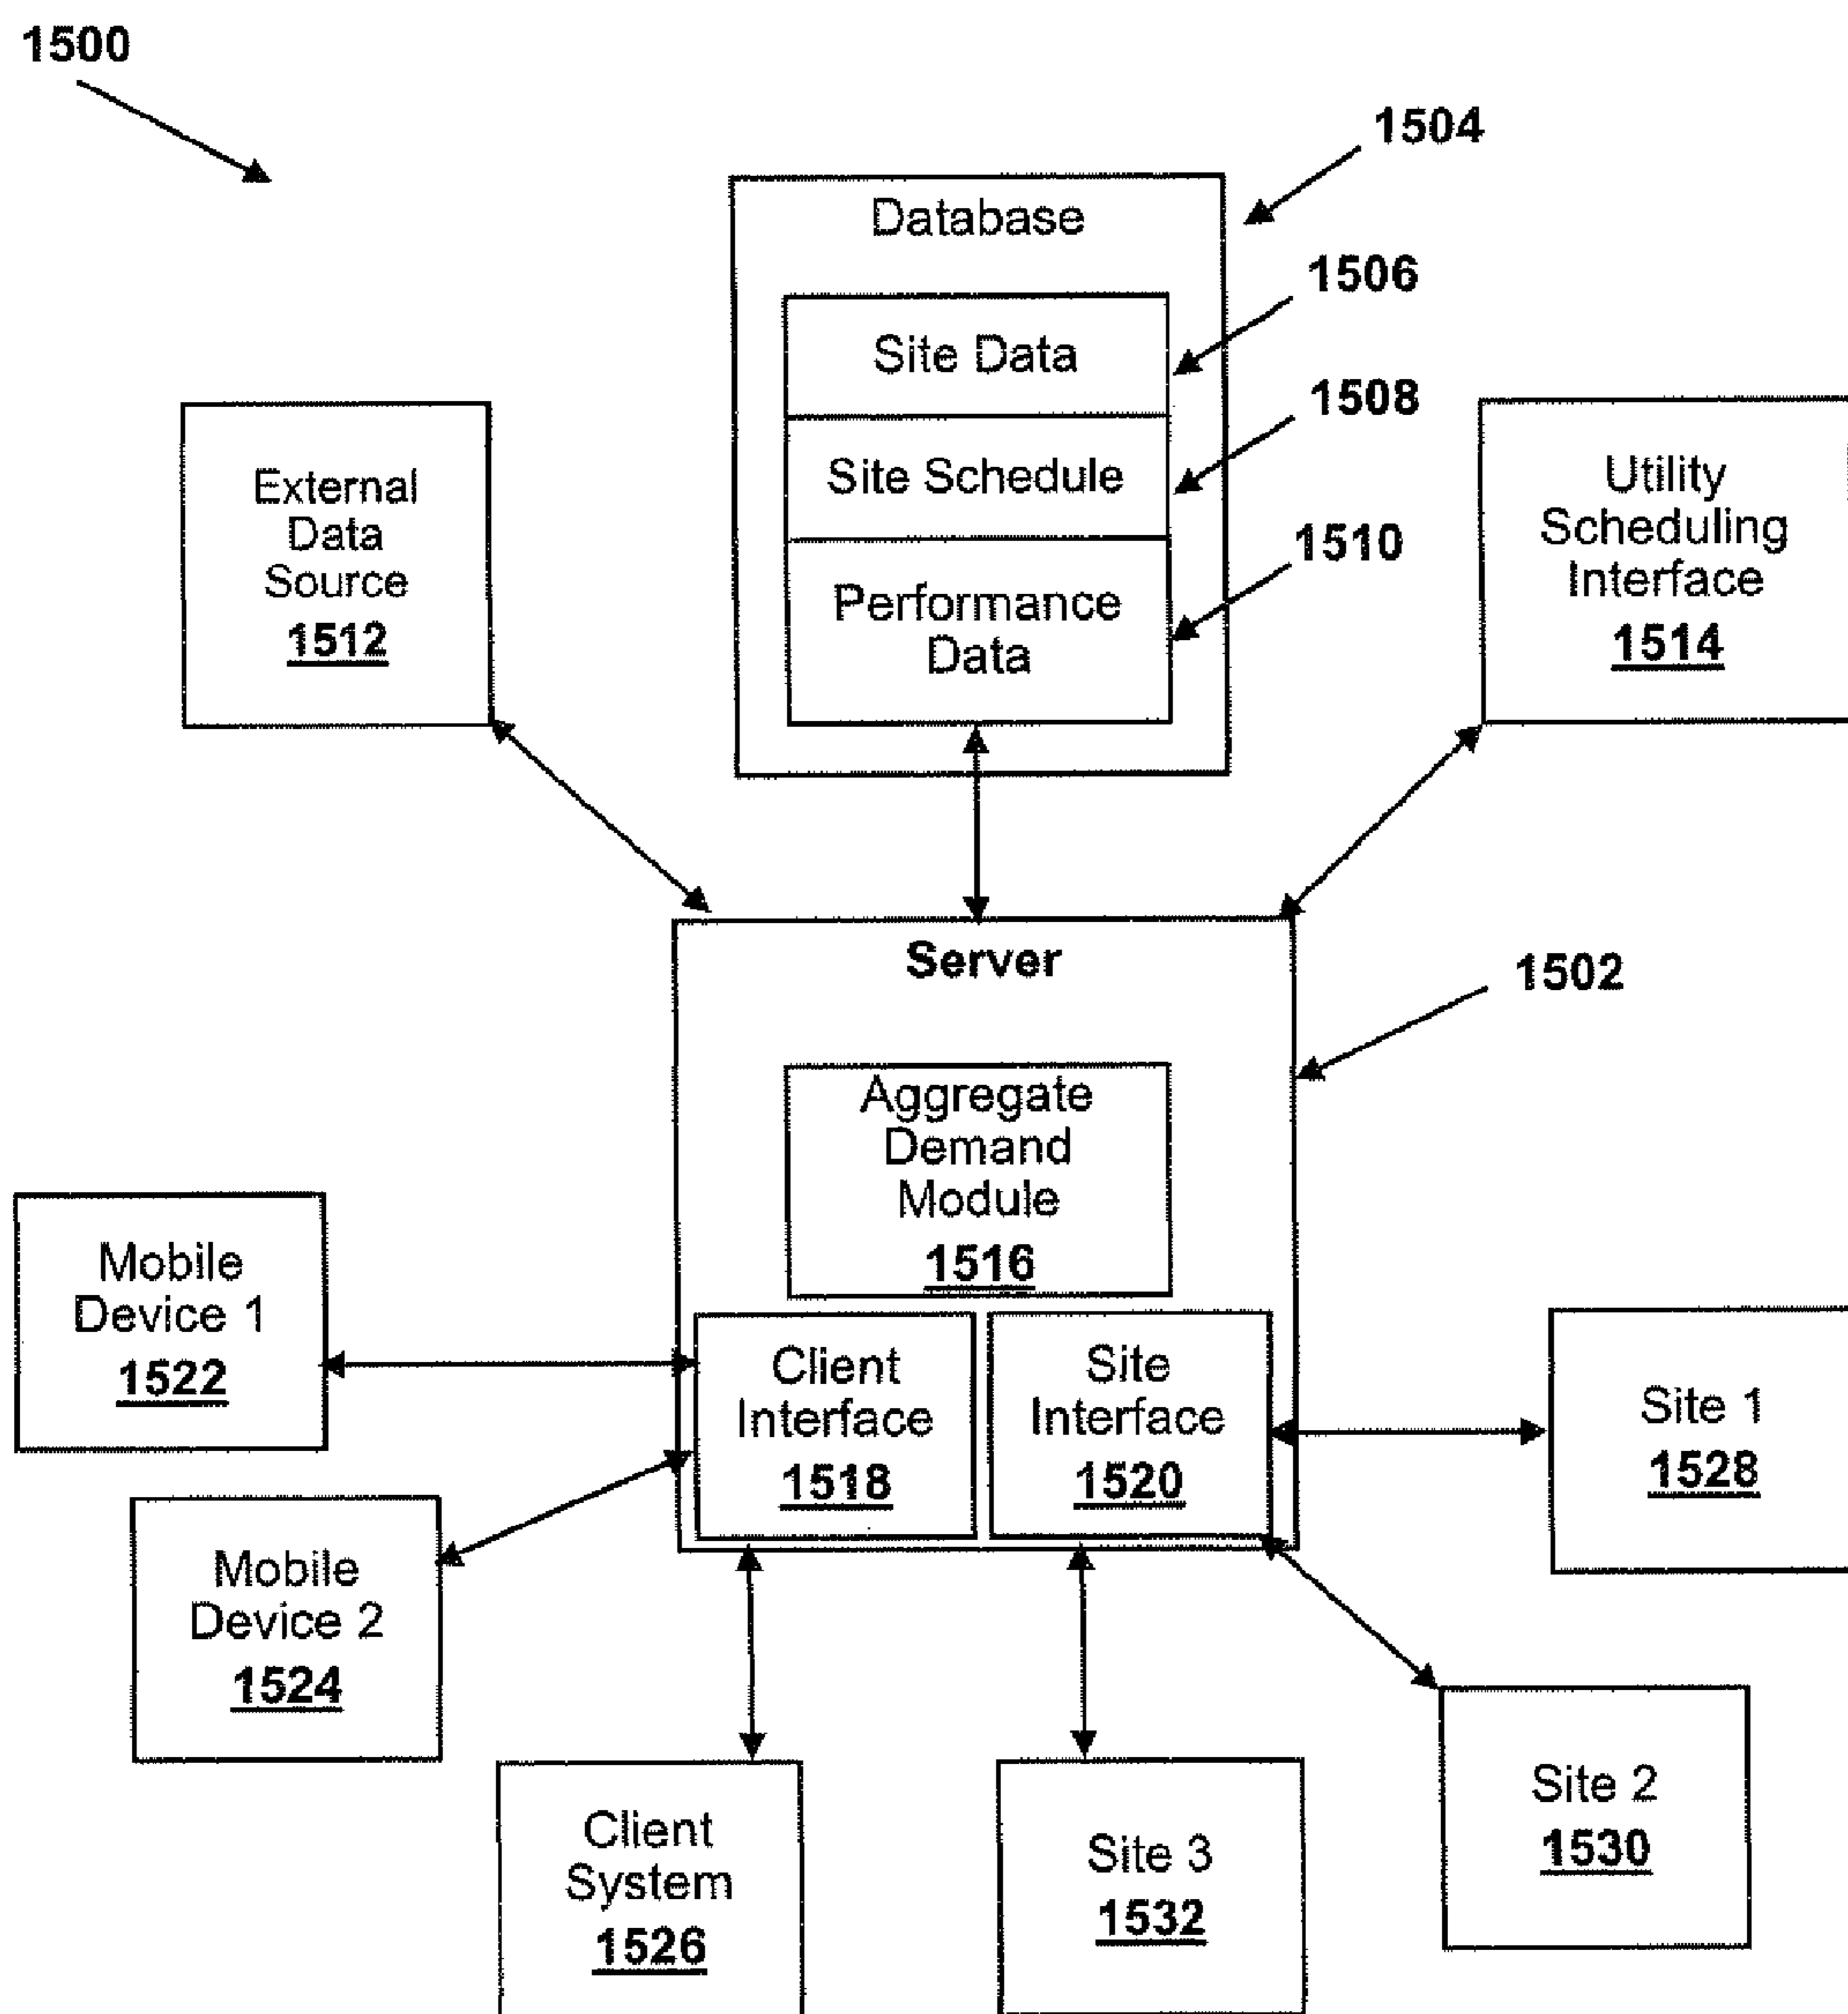 1500
1504
Database
1506
Site Data
1508
Site Schedule
1510
Performance
Data
External
Data
Source
1512
Utility
Scheduling
Interface
1514
Server
1502
Aggregate
Demand
Module
1516
Mobile
Device 1
1522
Client
Interface
1518
Site
Interface
1520
Site 1
1528
Mobile
Device 2
1524
Client
System
1526
Site 3
1532
Site 2
1530